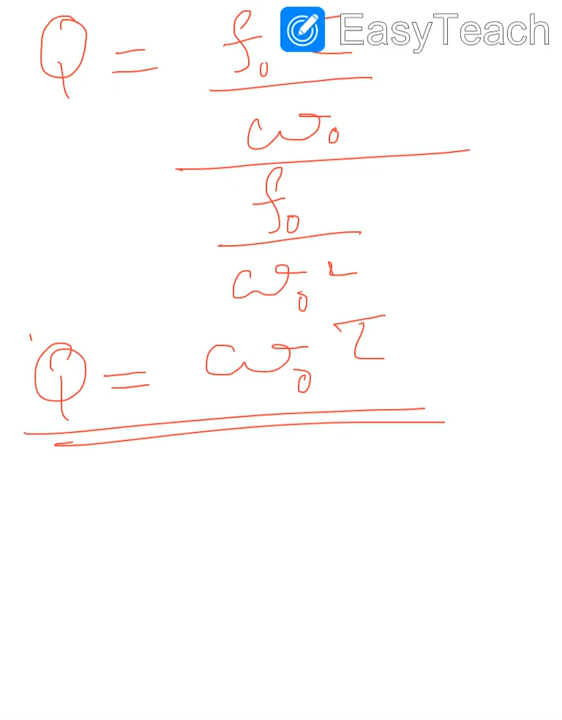 EasyTeach
Q = f₀
ω₀
f₀
ω₀²
Q = ω₀ τ